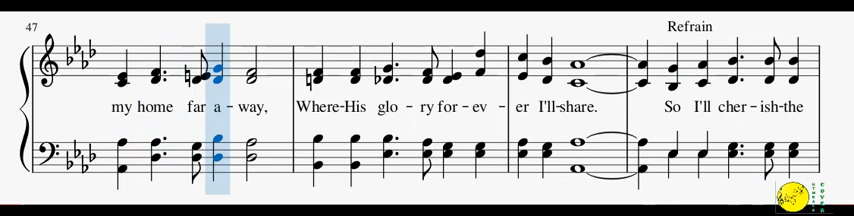 Refrain
47
my home far a - way, Where-His glo - ry for - ev - er I'll-share. So I'll cher - ish-the